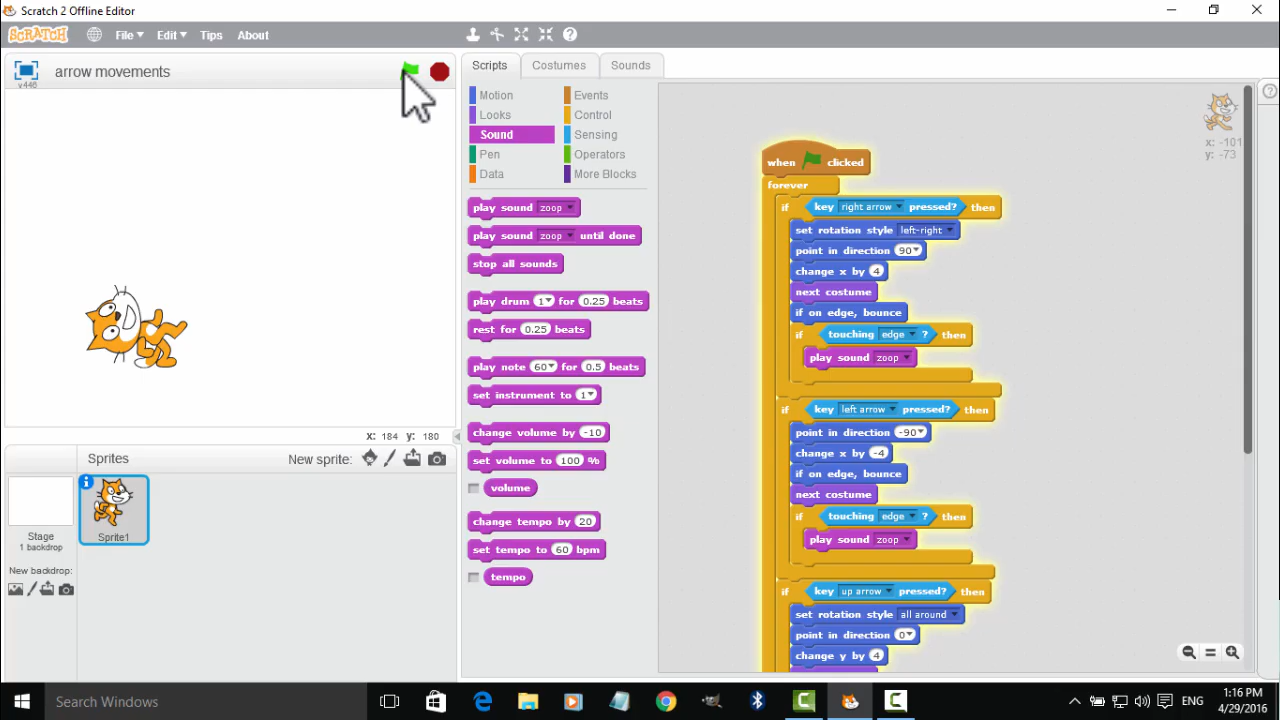 Scratch 2 Offline Editor
SCRATCH File Edit Tips About
arrow movements
v446
Scripts Costumes Sounds
Motion Events
Looks Control
Sound Sensing
Pen Operators
Data More Blocks
play sound zoop
play sound zoop until done
stop all sounds
play drum 1 for 0.25 beats
rest for 0.25 beats
play note 60 for 0.5 beats
set instrument to 1
change volume by -10
set volume to 100 %
volume
change tempo by 20
set tempo to 60 bpm
tempo
x: -101
y: -73
when clicked
forever
if key right arrow pressed? then
set rotation style left-right
point in direction 90
change x by 4
next costume
if on edge, bounce
if touching edge ? then
play sound zoop
if key left arrow pressed? then
point in direction -90
change x by -4
if on edge, bounce
next costume
if touching edge ? then
play sound zoop
if key up arrow pressed? then
set rotation style all around
point in direction 0
change y by 4
x: 184 y: 180
Sprites New sprite:
Sprite1
Stage
1 backdrop
New backdrop:
Search Windows
ENG
1:16 PM
4/29/2016